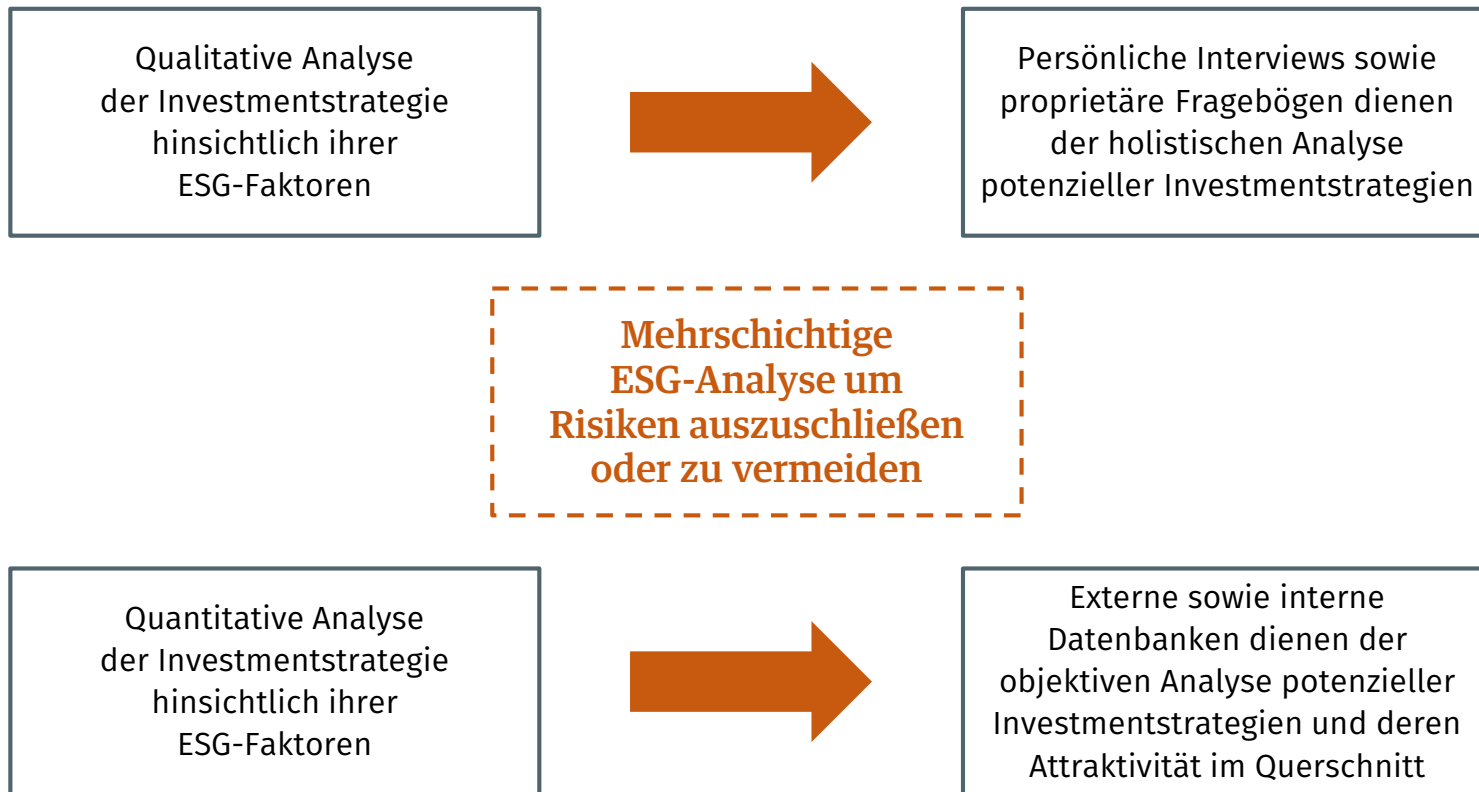 Qualitative Analyse
der Investmentstrategie
hinsichtlich ihrer
ESG-Faktoren
Persönliche Interviews sowie
proprietäre Fragebögen dienen
der holistischen Analyse
potenzieller Investmentstrategien
Mehrschichtige
ESG-Analyse um
Risiken auszuschließen
oder zu vermeiden
Quantitative Analyse
der Investmentstrategie
hinsichtlich ihrer
ESG-Faktoren
Externe sowie interne
Datenbanken dienen der
objektiven Analyse potenzieller
Investmentstrategien und deren
Attraktivität im Querschnitt